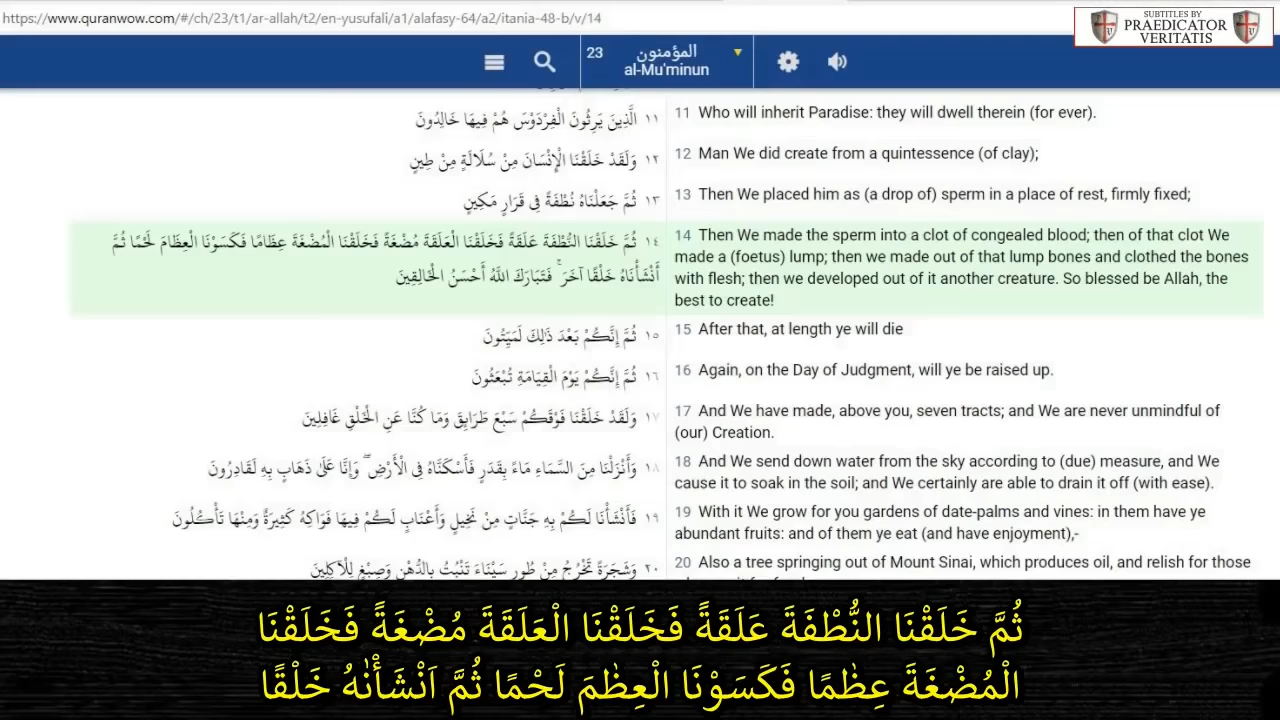 https://www.quranwow.com/#/ch/23/t1/ar-allah/t2/en-yusufali/a1/alafasy-64/a2/itania-48-b/v/14
SUBTITLES BY
PRAEDICATOR
VERITATIS
23
المؤمنون
al-Mu'minun
١١ الَّذِينَ يَرِثُونَ الْفِرْدَوْسَ هُمْ فِيهَا خَالِدُونَ
11 Who will inherit Paradise: they will dwell therein (for ever).
١٢ وَلَقَدْ خَلَقْنَا الْإِنْسَانَ مِنْ سُلَالَةٍ مِنْ طِينٍ
12 Man We did create from a quintessence (of clay);
١٣ ثُمَّ جَعَلْنَاهُ نُطْفَةً فِي قَرَارٍ مَكِينٍ
13 Then We placed him as (a drop of) sperm in a place of rest, firmly fixed;
١٤ ثُمَّ خَلَقْنَا النُّطْفَةَ عَلَقَةً فَخَلَقْنَا الْعَلَقَةَ مُضْغَةً فَخَلَقْنَا الْمُضْغَةَ عِظَامًا فَكَسَوْنَا الْعِظَامَ لَحْمًا ثُمَّ
أَنْشَأْنَاهُ خَلْقًا آخَرَ ۚ فَتَبَارَكَ اللَّهُ أَحْسَنُ الْخَالِقِينَ
14 Then We made the sperm into a clot of congealed blood; then of that clot We
made a (foetus) lump; then we made out of that lump bones and clothed the bones
with flesh; then we developed out of it another creature. So blessed be Allah, the
best to create!
١٥ ثُمَّ إِنَّكُمْ بَعْدَ ذَٰلِكَ لَمَيِّتُونَ
15 After that, at length ye will die
١٦ ثُمَّ إِنَّكُمْ يَوْمَ الْقِيَامَةِ تُبْعَثُونَ
16 Again, on the Day of Judgment, will ye be raised up.
١٧ وَلَقَدْ خَلَقْنَا فَوْقَكُمْ سَبْعَ طَرَائِقَ وَمَا كُنَّا عَنِ الْخَلْقِ غَافِلِينَ
17 And We have made, above you, seven tracts; and We are never unmindful of
(our) Creation.
١٨ وَأَنْزَلْنَا مِنَ السَّمَاءِ مَاءً بِقَدَرٍ فَأَسْكَنَّاهُ فِي الْأَرْضِ ۖ وَإِنَّا عَلَىٰ ذَهَابٍ بِهِ لَقَادِرُونَ
18 And We send down water from the sky according to (due) measure, and We
cause it to soak in the soil; and We certainly are able to drain it off (with ease).
١٩ فَأَنْشَأْنَا لَكُمْ بِهِ جَنَّاتٍ مِنْ نَخِيلٍ وَأَعْنَابٍ لَكُمْ فِيهَا فَوَاكِهُ كَثِيرَةٌ وَمِنْهَا تَأْكُلُونَ
19 With it We grow for you gardens of date-palms and vines: in them have ye
abundant fruits: and of them ye eat (and have enjoyment),-
٢٠ وَشَجَرَةً تَخْرُجُ مِنْ طُورِ سَيْنَاءَ تَنْبُتُ بِالدُّهْنِ وَصِبْغٍ لِلْآكِلِينَ
20 Also a tree springing out of Mount Sinai, which produces oil, and relish for those
ثُمَّ خَلَقْنَا النُّطْفَةَ عَلَقَةً فَخَلَقْنَا الْعَلَقَةَ مُضْغَةً فَخَلَقْنَا
الْمُضْغَةَ عِظٰمًا فَكَسَوْنَا الْعِظٰمَ لَحْمًا ثُمَّ اَنْشَأْنٰهُ خَلْقًا